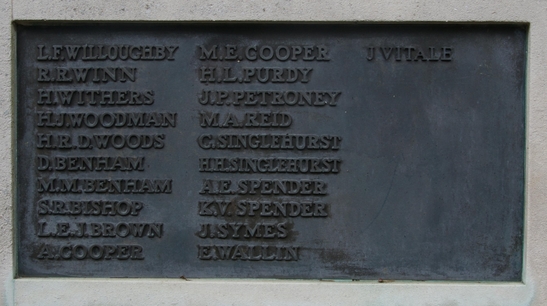 L.F.WILLOUGHBY
R.R.WINN
H.WITHERS
H.J.WOODMAN
H.R.D.WOODS
D.BENHAM.
M.M.BENHAM
S.R.BISHOP
L.E.J.BROWN
A.COOPER
M.E.COOPER
H.L.PURDY
J.P.PETRONEY
M.A.REID
C.SINGLEHURST
H.H.SINGLEHURST
A.E.SPENDER
K.V.SPENDER
J.SYMES
E.WALLIN
J VITALE